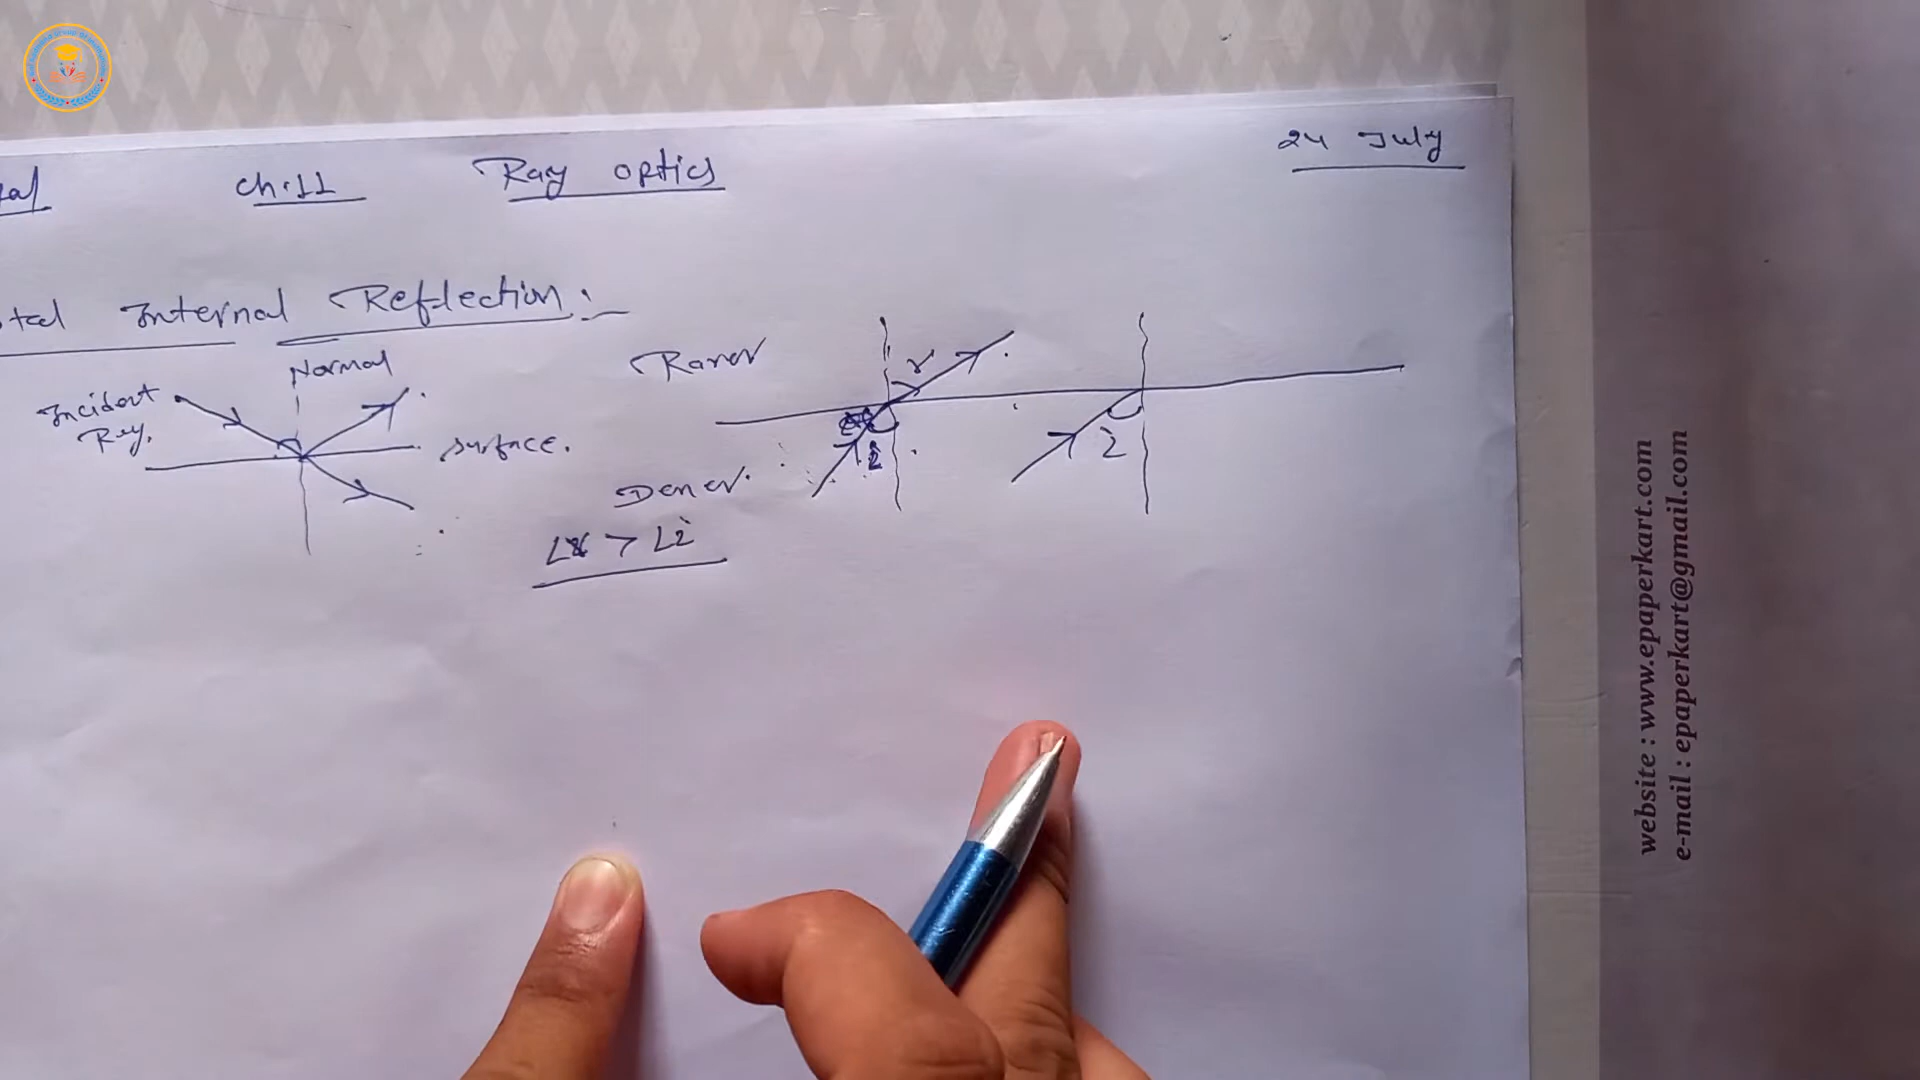 Ch.11 Ray optics 24 July
Internal Reflection:
Normal
Incident
Ray.
surface.
Rarer
r
i
i
Dener.
∠r > ∠i
website : www.epaperkart.com
e-mail : epaperkart@gmail.com